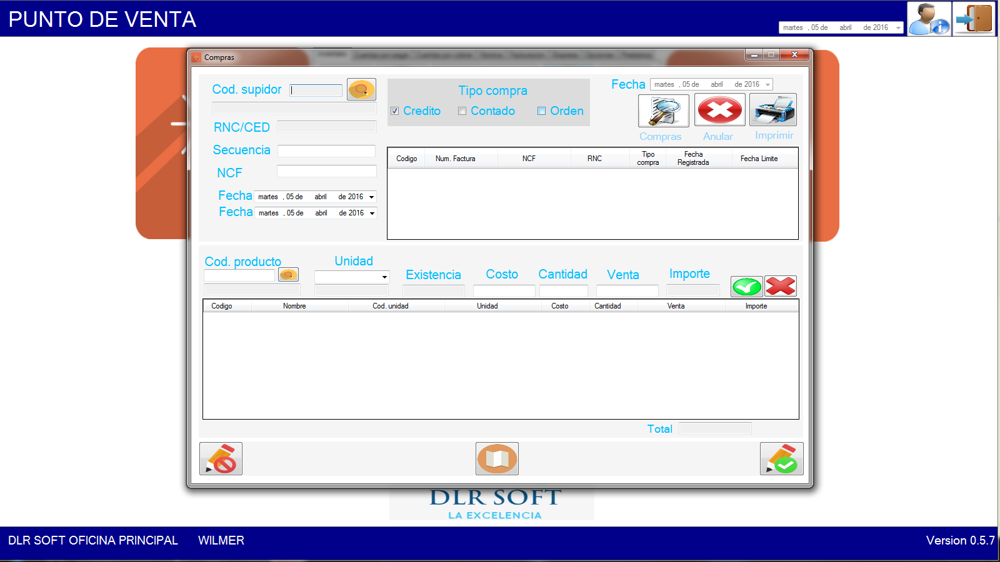 PUNTO DE VENTA
martes , 05 de abril de 2016
Compras
Cod. supidor
Tipo compra
Credito
Contado
Orden
Fecha martes , 05 de abril de 2016
Compras
Anular
Imprimir
RNC/CED
Secuencia
NCF
Fecha martes , 05 de abril de 2016
Fecha martes , 05 de abril de 2016
Codigo Num. Factura NCF RNC Tipo compra Fecha Registrada Fecha Limite
Cod. producto
Unidad
Existencia
Costo
Cantidad
Venta
Importe
Codigo Nombre Cod. unidad Unidad Costo Cantidad Venta Importe
Total
DLR SOFT
LA EXCELENCIA
DLR SOFT OFICINA PRINCIPAL WILMER
Version 0.5.7